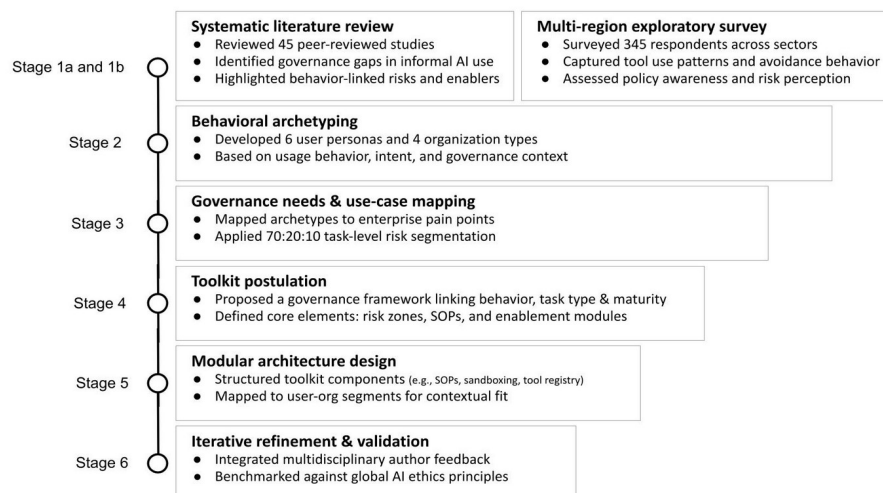 Stage 1a and 1b
Systematic literature review
● Reviewed 45 peer-reviewed studies
● Identified governance gaps in informal AI use
● Highlighted behavior-linked risks and enablers
Multi-region exploratory survey
● Surveyed 345 respondents across sectors
● Captured tool use patterns and avoidance behavior
● Assessed policy awareness and risk perception
Stage 2
Behavioral archetyping
● Developed 6 user personas and 4 organization types
● Based on usage behavior, intent, and governance context
Stage 3
Governance needs & use-case mapping
● Mapped archetypes to enterprise pain points
● Applied 70:20:10 task-level risk segmentation
Stage 4
Toolkit postulation
● Proposed a governance framework linking behavior, task type & maturity
● Defined core elements: risk zones, SOPs, and enablement modules
Stage 5
Modular architecture design
● Structured toolkit components (e.g., SOPs, sandboxing, tool registry)
● Mapped to user-org segments for contextual fit
Stage 6
Iterative refinement & validation
● Integrated multidisciplinary author feedback
● Benchmarked against global AI ethics principles